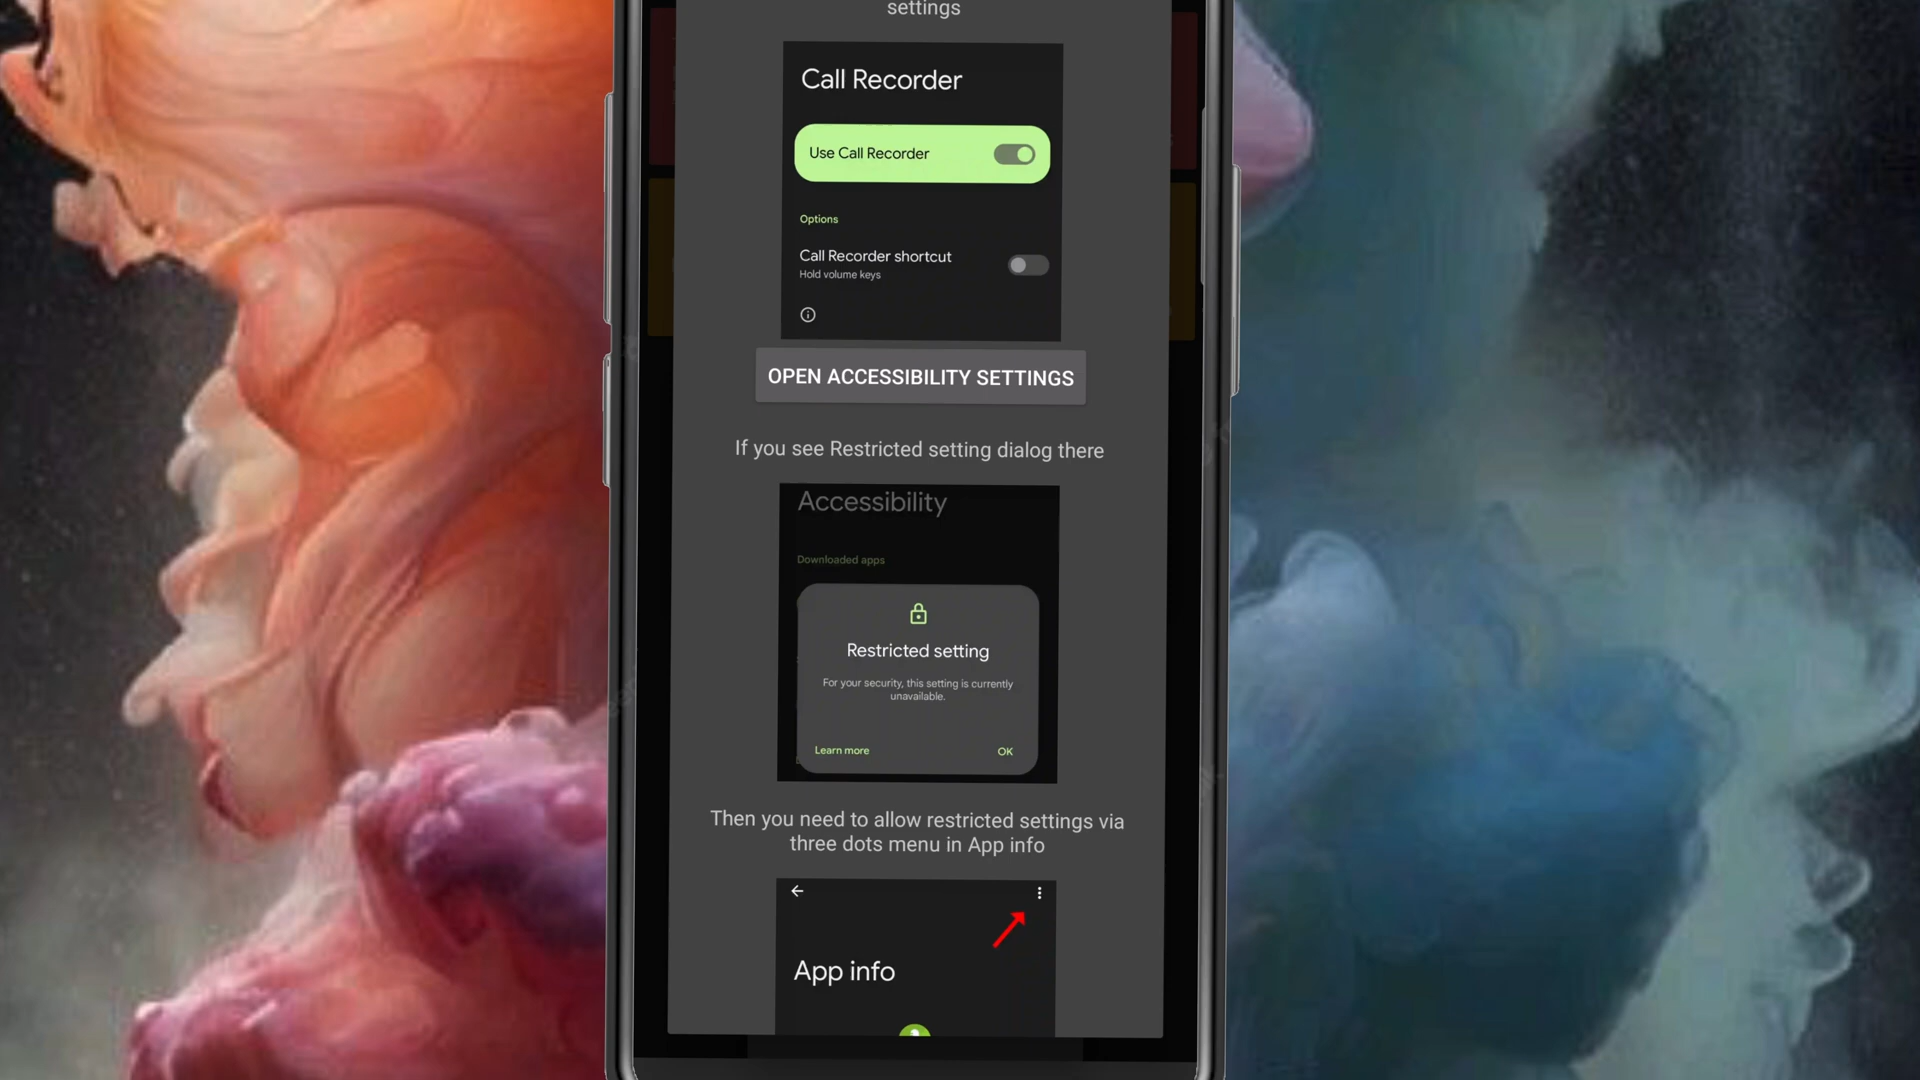 settings
Call Recorder
Use Call Recorder
Options
Call Recorder shortcut
Hold volume keys
OPEN ACCESSIBILITY SETTINGS
If you see Restricted setting dialog there
Accessibility
Downloaded apps
Restricted setting
For your security, this setting is currently
unavailable.
Learn more
OK
Then you need to allow restricted settings via
three dots menu in App info
App info